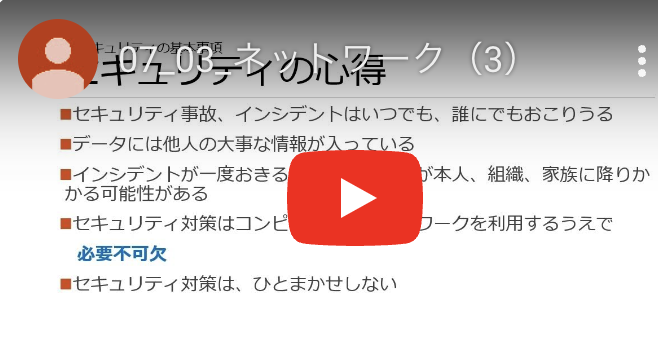 キュリティの基本事項
07_03_ネットワーク（3）
キュリティの心得
■セキュリティ事故、インシデントはいつでも、誰にでもおこりうる
■データには他人の大事な情報が入っている
■インシデントが一度おきる が本人、組織、家族に降りか
かる可能性がある
■セキュリティ対策はコンピ ワークを利用するうえで
必要不可欠
■セキュリティ対策は、ひとまかせしない